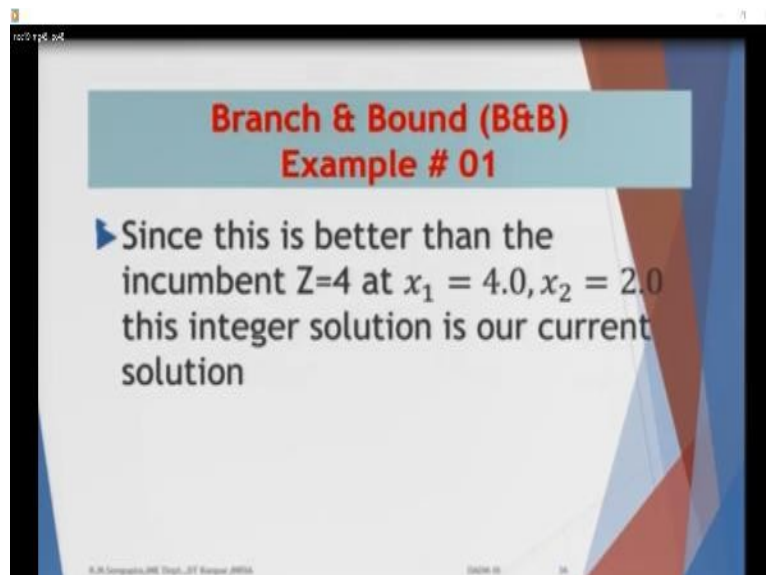 Branch & Bound (B&B)
Example # 01
Since this is better than the
incumbent Z=4 at x₁ = 4.0, x₂ = 2.0
this integer solution is our current
solution